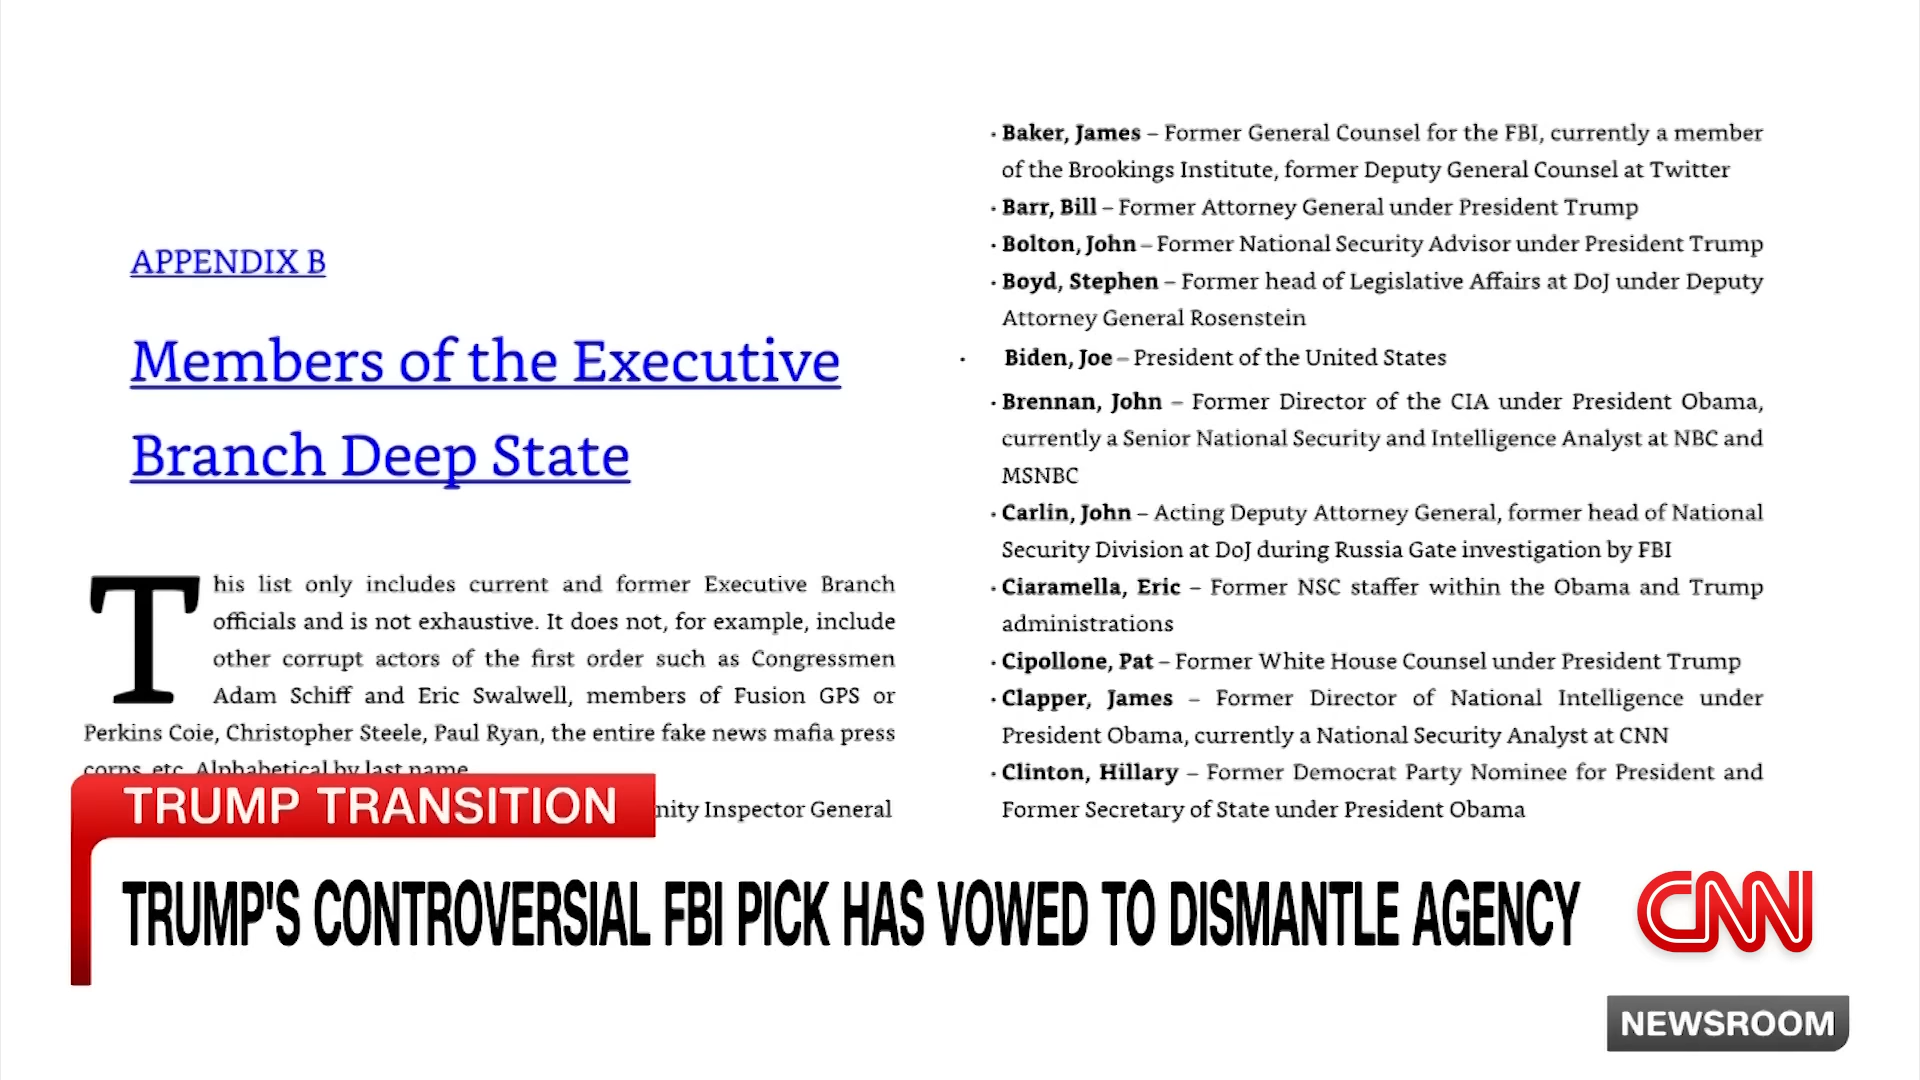 APPENDIX B
Members of the Executive
Branch Deep State
This list only includes current and former Executive Branch
officials and is not exhaustive. It does not, for example, include
other corrupt actors of the first order such as Congressmen
Adam Schiff and Eric Swalwell, members of Fusion GPS or
Perkins Coie, Christopher Steele, Paul Ryan, the entire fake news mafia press
corps, etc. Alphabetical by last name.
Inspector General
· Baker, James – Former General Counsel for the FBI, currently a member
of the Brookings Institute, former Deputy General Counsel at Twitter
· Barr, Bill – Former Attorney General under President Trump
· Bolton, John – Former National Security Advisor under President Trump
· Boyd, Stephen – Former head of Legislative Affairs at DoJ under Deputy
Attorney General Rosenstein
· Biden, Joe – President of the United States
· Brennan, John – Former Director of the CIA under President Obama,
currently a Senior National Security and Intelligence Analyst at NBC and
MSNBC
· Carlin, John – Acting Deputy Attorney General, former head of National
Security Division at DoJ during Russia Gate investigation by FBI
· Ciaramella, Eric – Former NSC staffer within the Obama and Trump
administrations
· Cipollone, Pat – Former White House Counsel under President Trump
· Clapper, James – Former Director of National Intelligence under
President Obama, currently a National Security Analyst at CNN
· Clinton, Hillary – Former Democrat Party Nominee for President and
Former Secretary of State under President Obama
TRUMP TRANSITION
TRUMP'S CONTROVERSIAL FBI PICK HAS VOWED TO DISMANTLE AGENCY
CNN
NEWSROOM